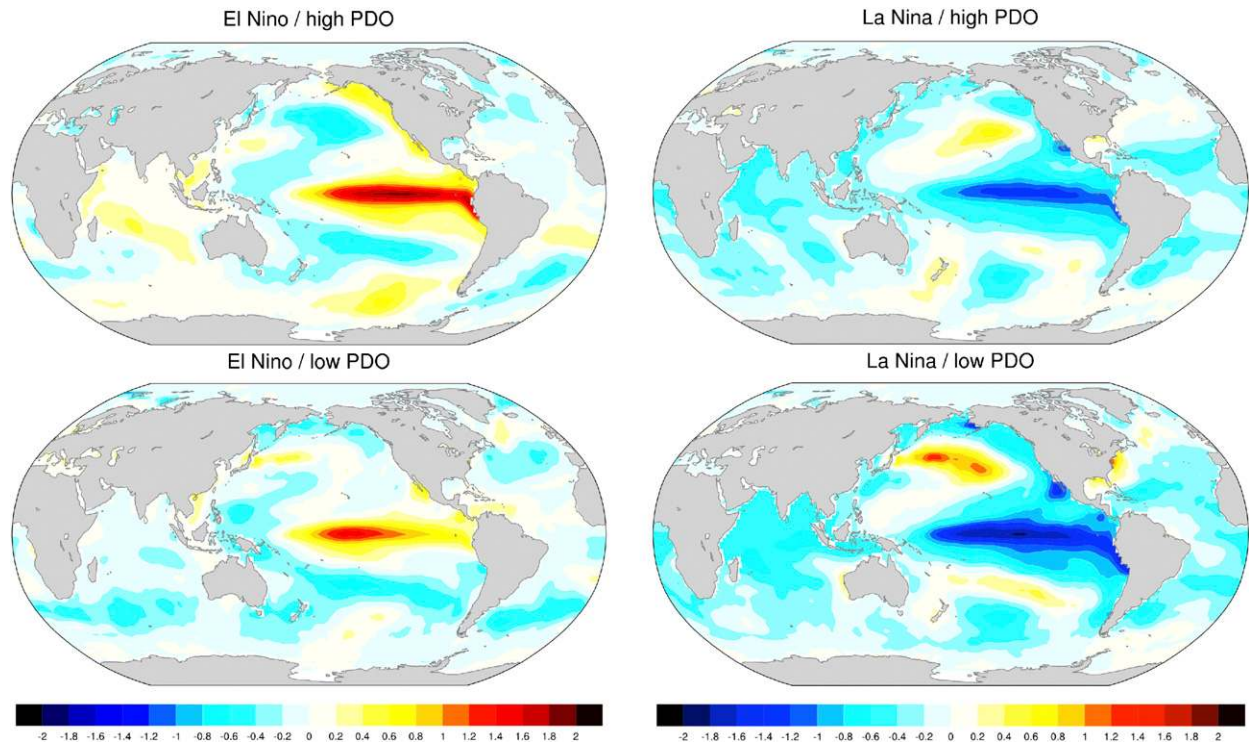 El Nino / high PDO
La Nina / high PDO
El Nino / low PDO
La Nina / low PDO
-2 -1.8 -1.6 -1.4 -1.2 -1 -0.8 -0.6 -0.4 -0.2 0 0.2 0.4 0.6 0.8 1 1.2 1.4 1.6 1.8 2
-2 -1.8 -1.6 -1.4 -1.2 -1 -0.8 -0.6 -0.4 -0.2 0 0.2 0.4 0.6 0.8 1 1.2 1.4 1.6 1.8 2